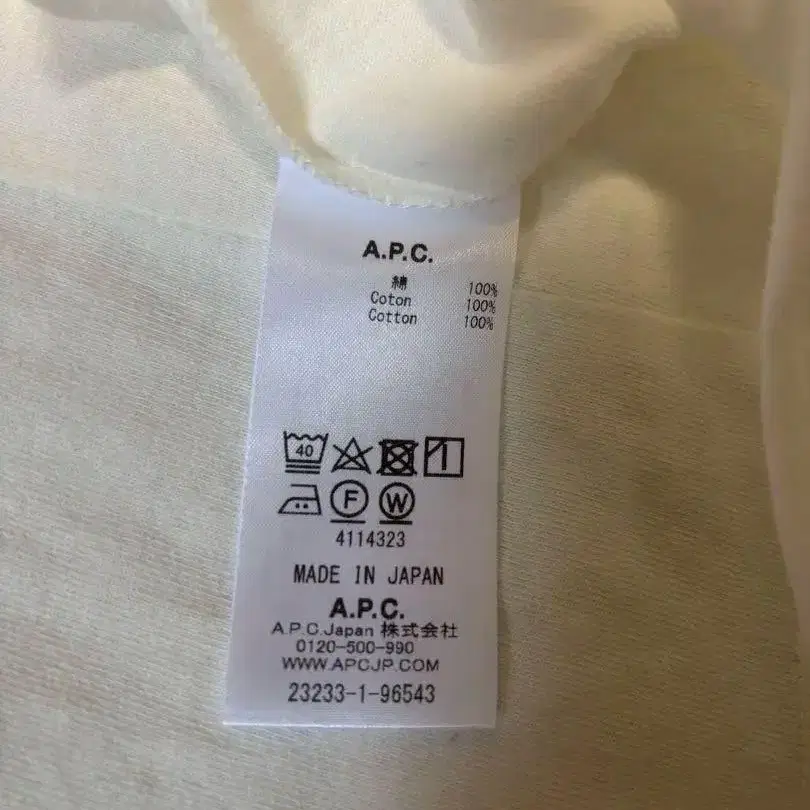 A.P.C.
綿 100%
Coton 100%
Cotton 100%
40
F W
4114323
MADE IN JAPAN
A.P.C.
A.P.C.Japan 株式会社
0120-500-990
WWW.APCJP.COM
23233-1-96543